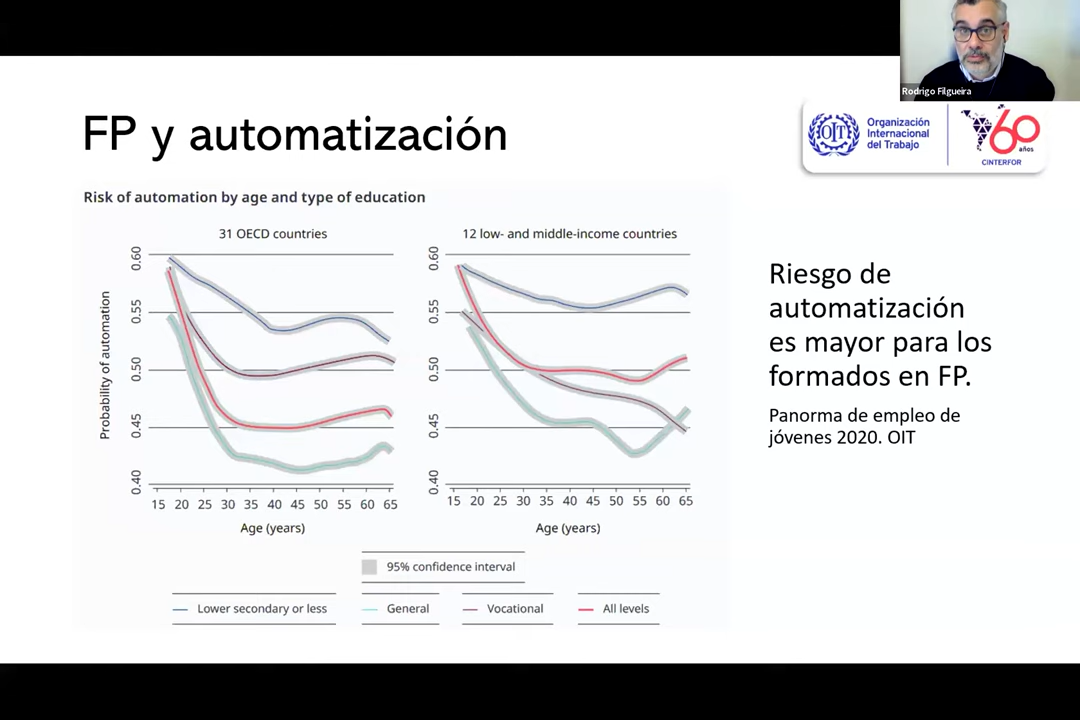 Rodrigo Filgueira
FP y automatización
OIT
Organización
Internacional
del Trabajo
60
años
CINTERFOR
Risk of automation by age and type of education
31 OECD countries
12 low- and middle-income countries
Probability of automation
0.60
0.55
0.50
0.45
0.40
0.60
0.55
0.50
0.45
0.40
15 20 25 30 35 40 45 50 55 60 65
15 20 25 30 35 40 45 50 55 60 65
Age (years)
Age (years)
95% confidence interval
Lower secondary or less
General
Vocational
All levels
Riesgo de
automatización
es mayor para los
formados en FP.
Panorma de empleo de
jóvenes 2020. OIT